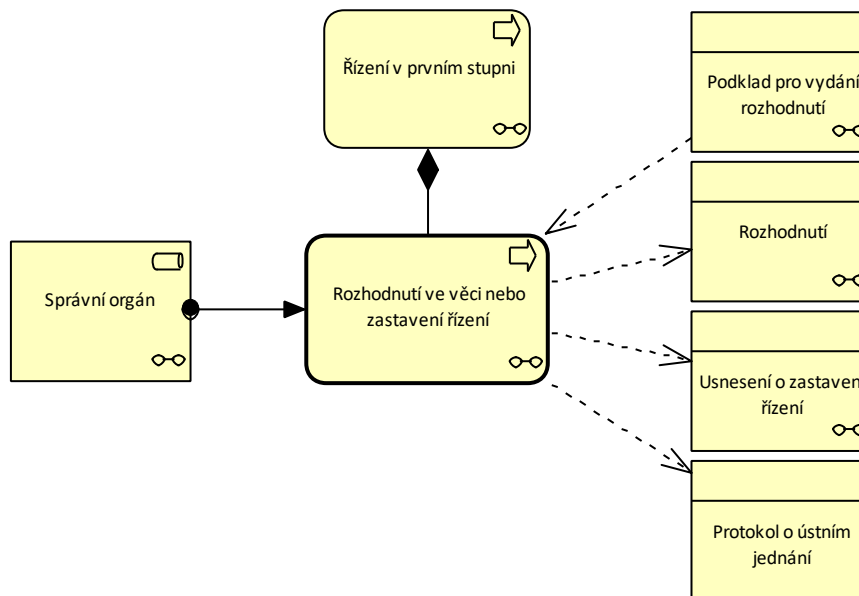 Řízení v prvním stupni
Podklad pro vydání
rozhodnutí
Rozhodnutí
Správní orgán
Rozhodnutí ve věci nebo
zastavení řízení
Usnesení o zastaven
řízení
Protokol o ústním
jednání